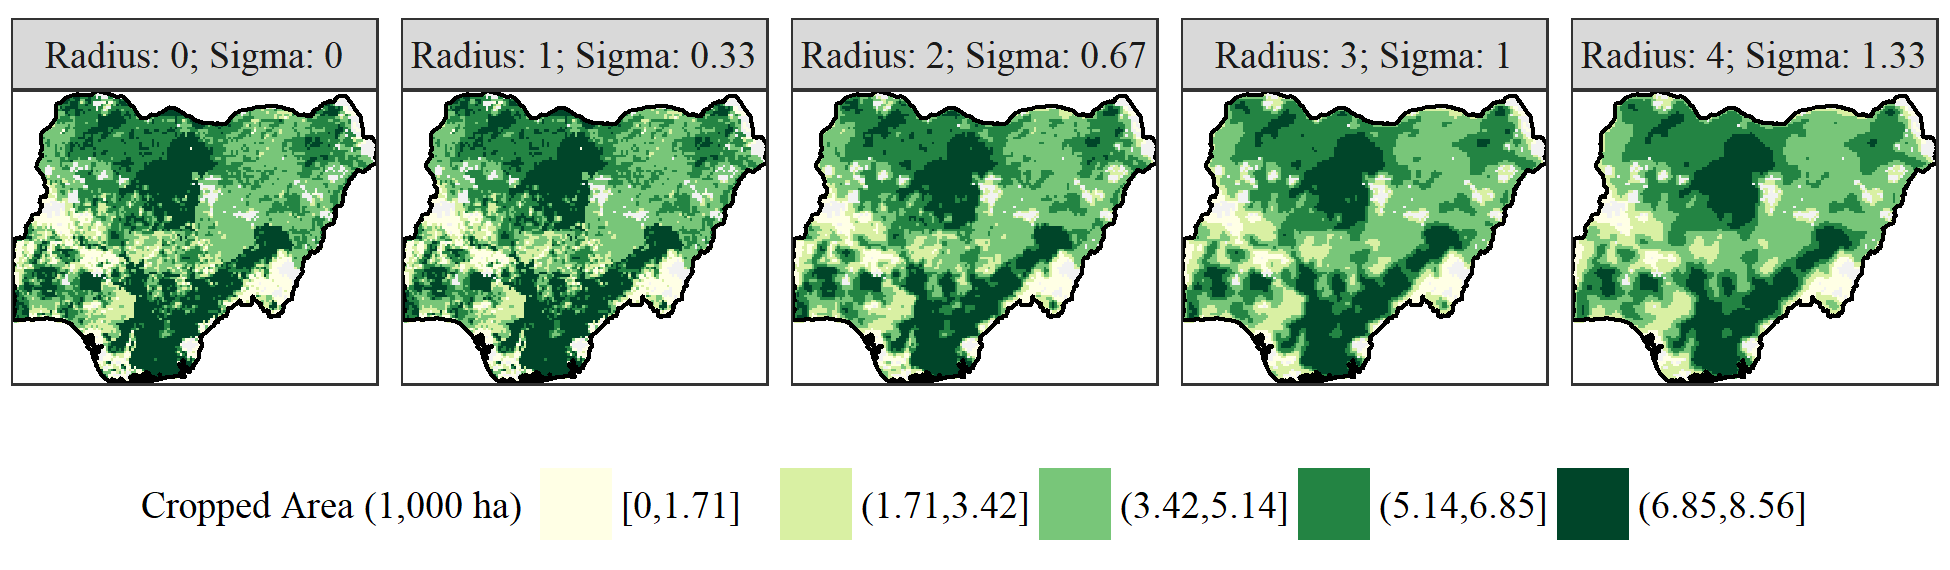 Radius: 0; Sigma: 0
Radius: 1; Sigma: 0.33
Radius: 2; Sigma: 0.67
Radius: 3; Sigma: 1
Radius: 4; Sigma: 1.33
Cropped Area (1,000 ha) [0,1.71] (1.71,3.42] (3.42,5.14] (5.14,6.85] (6.85,8.56]